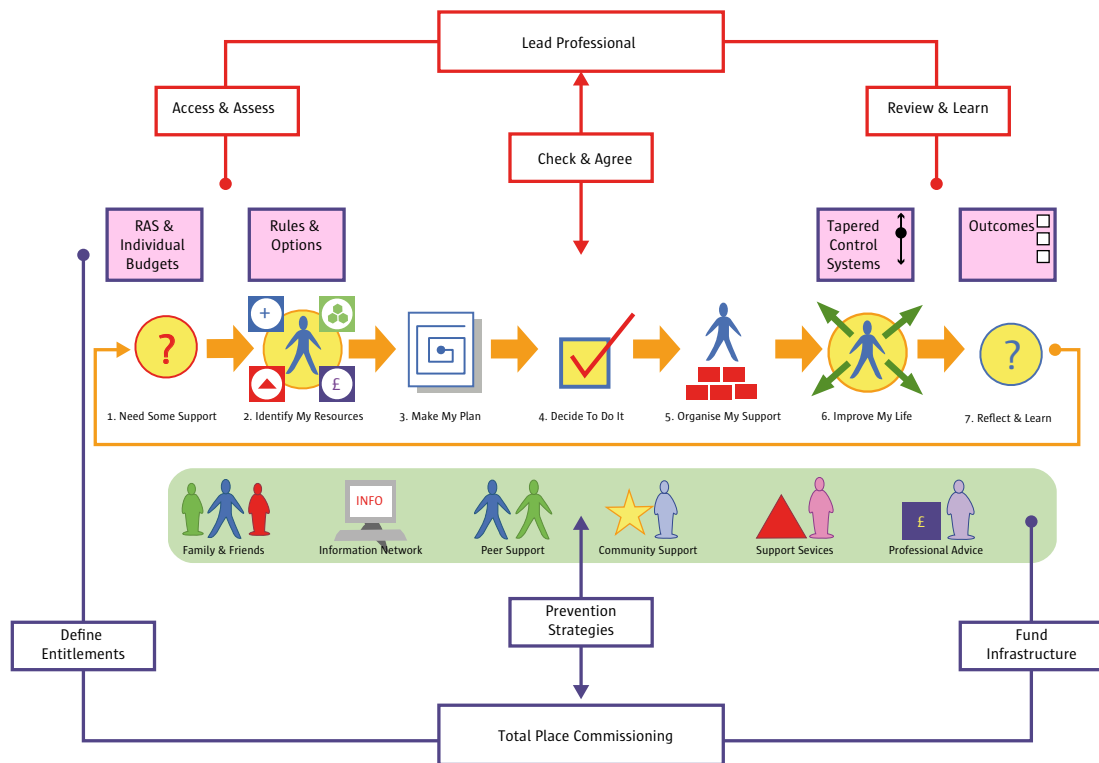 Lead Professional
Access & Assess
Review & Learn
Check & Agree
RAS &
Individual
Budgets
Rules &
Options
Tapered
Control
Systems
Outcomes
?
+
£
?
1. Need Some Support
2. Identify My Resources
3. Make My Plan
4. Decide To Do It
5. Organise My Support
6. Improve My Life
7. Reflect & Learn
INFO
£
Family & Friends
Information Network
Peer Support
Community Support
Support Sevices
Professional Advice
Define
Entitlements
Prevention
Strategies
Fund
Infrastructure
Total Place Commissioning